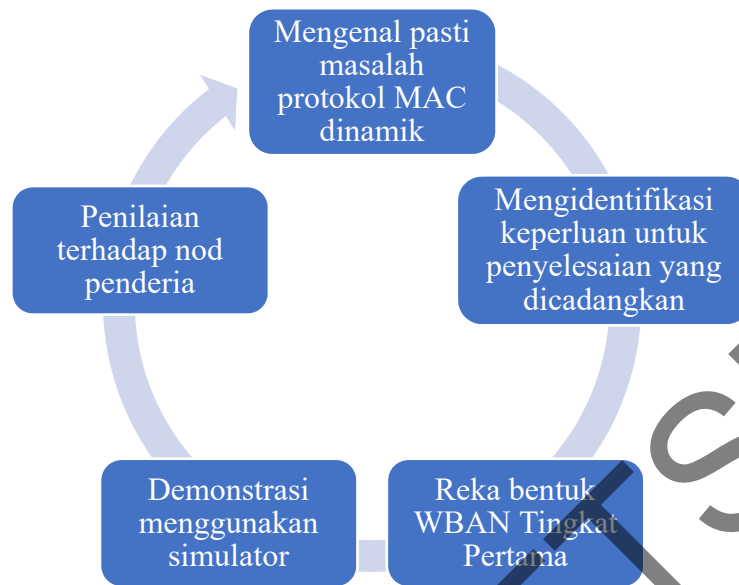 Mengenal pasti
masalah
protokol MAC
dinamik
Mengidentifikasi
keperluan untuk
penyelesaian yang
dicadangkan
Reka bentuk
WBAN Tingkat
Pertama
Demonstrasi
menggunakan
simulator
Penilaian
terhadap nod
penderia